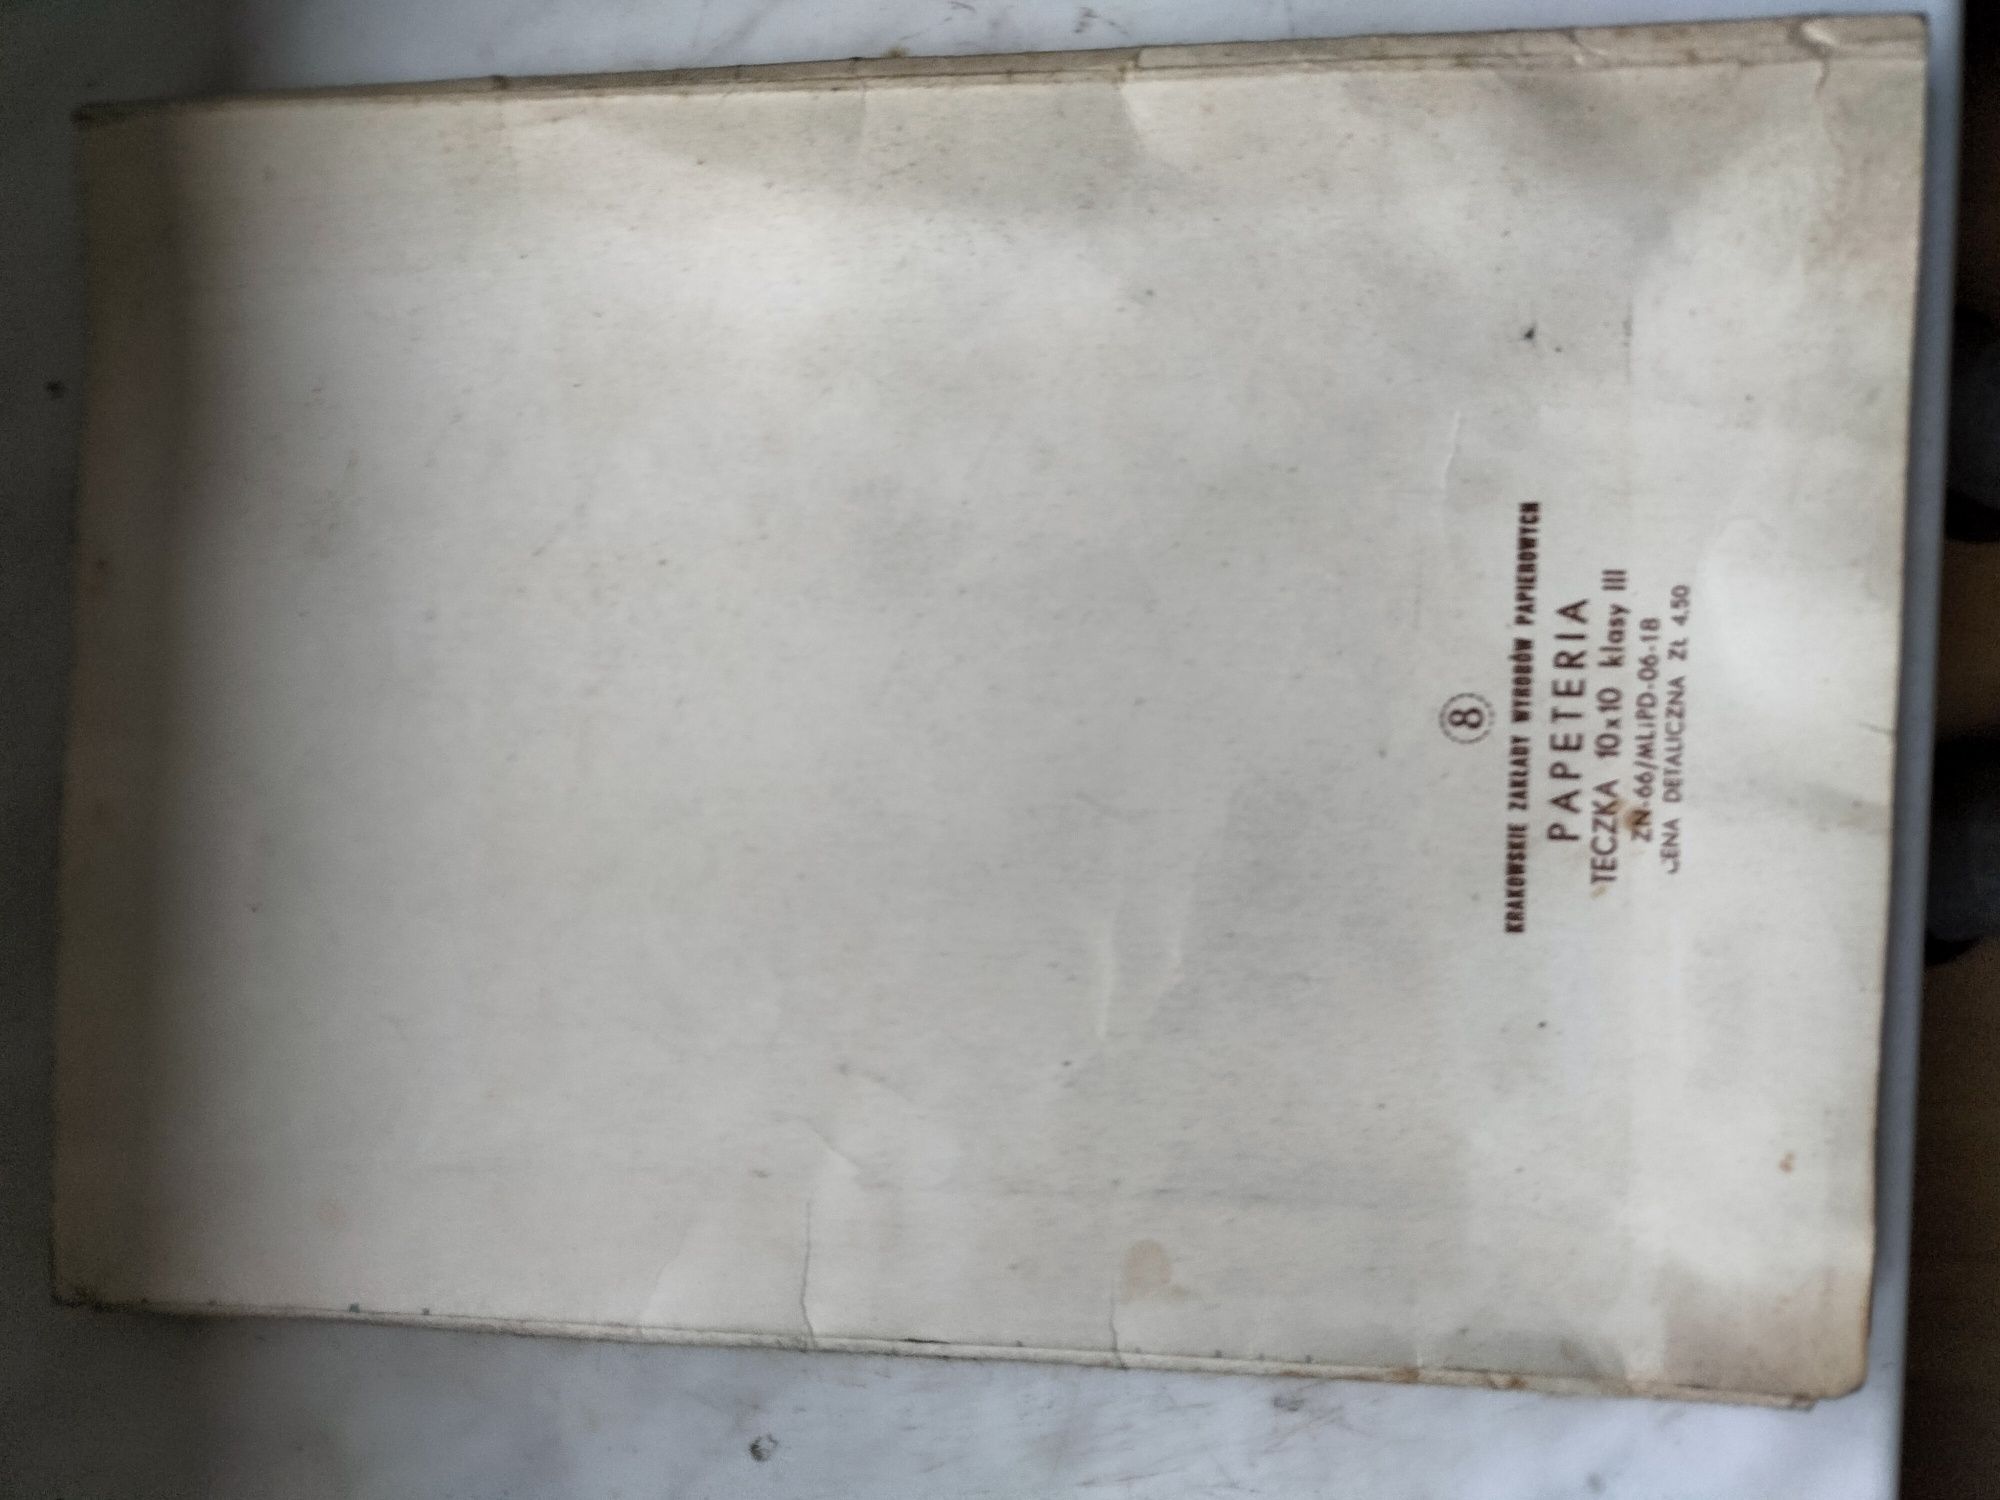 8
KRAKOWSKIE ZAKŁADY WYROBÓW PAPIEROWYCH
PAPETERIA
TECZKA 10x10 klasy III
ZN-66/MLiPD-06-18
CENA DETALICZNA ZŁ 4.50